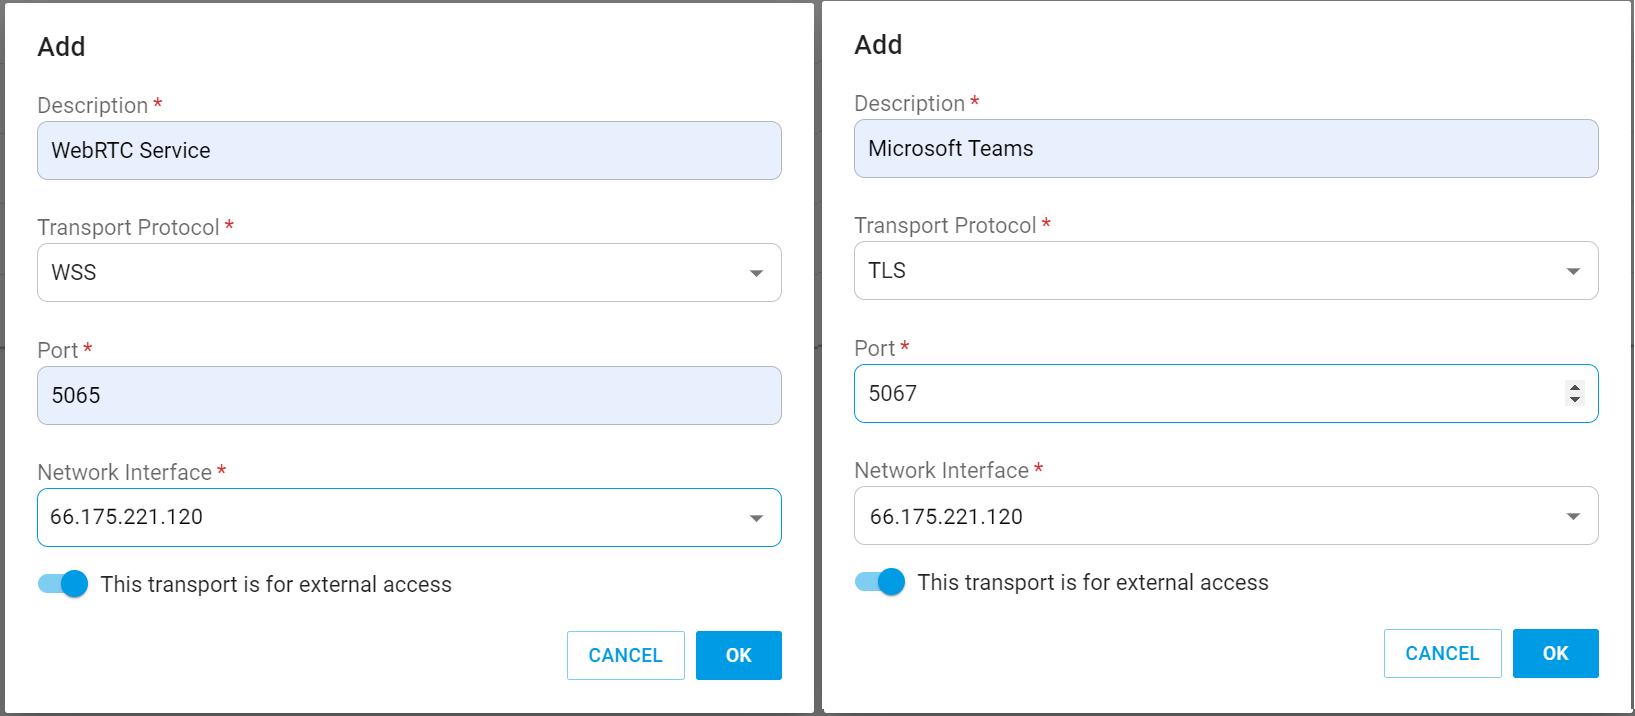 Add
Description *
WebRTC Service
Transport Protocol *
WSS
Port *
5065
Network Interface *
66.175.221.120
This transport is for external access
CANCEL
OK
Add
Description *
Microsoft Teams
Transport Protocol *
TLS
Port *
5067
Network Interface *
66.175.221.120
This transport is for external access
CANCEL
OK